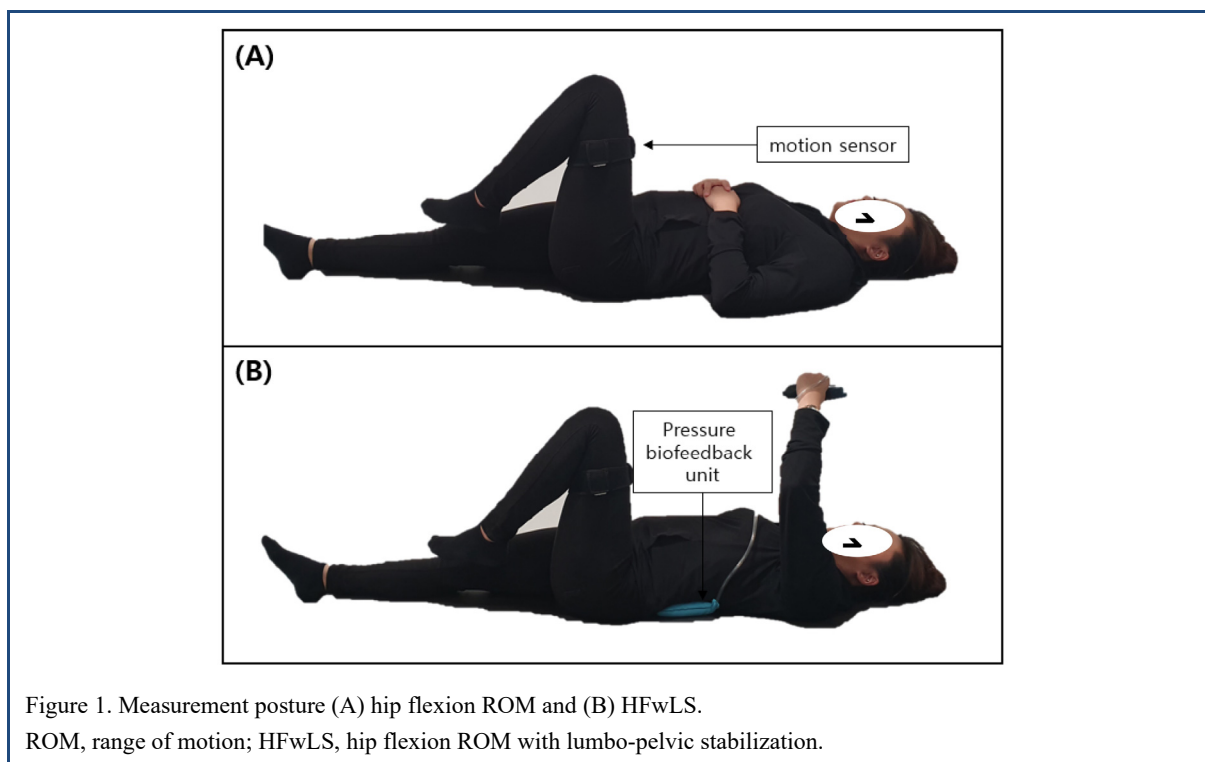 (A)
motion sensor
(B)
Pressure
biofeedback
unit
Figure 1. Measurement posture (A) hip flexion ROM and (B) HFwLS.
ROM, range of motion; HFwLS, hip flexion ROM with lumbo-pelvic stabilization.